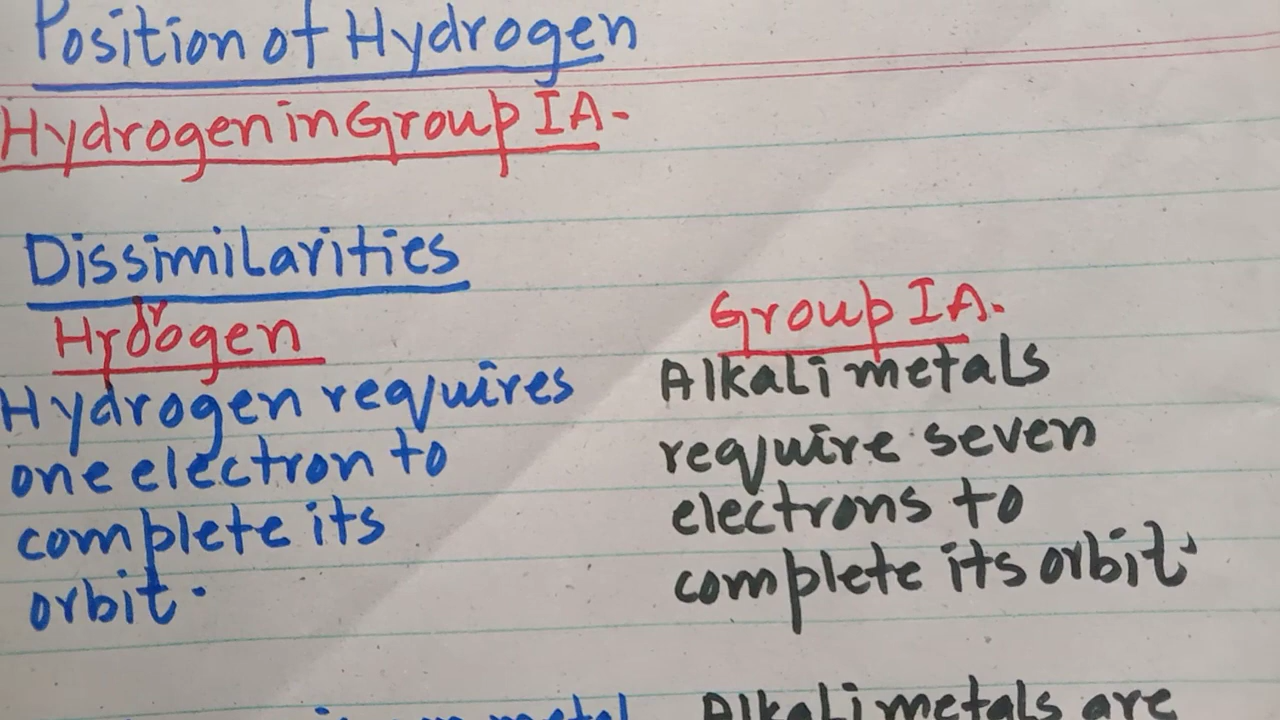 Position of Hydrogen
Hydrogen in Group IA-
Dissimilarities
Hydrogen
Group IA.
Hydrogen requires
one electron to
complete its
orbit.
Alkali metals
require seven
electrons to
complete its orbit.
metal
Alkali metals are